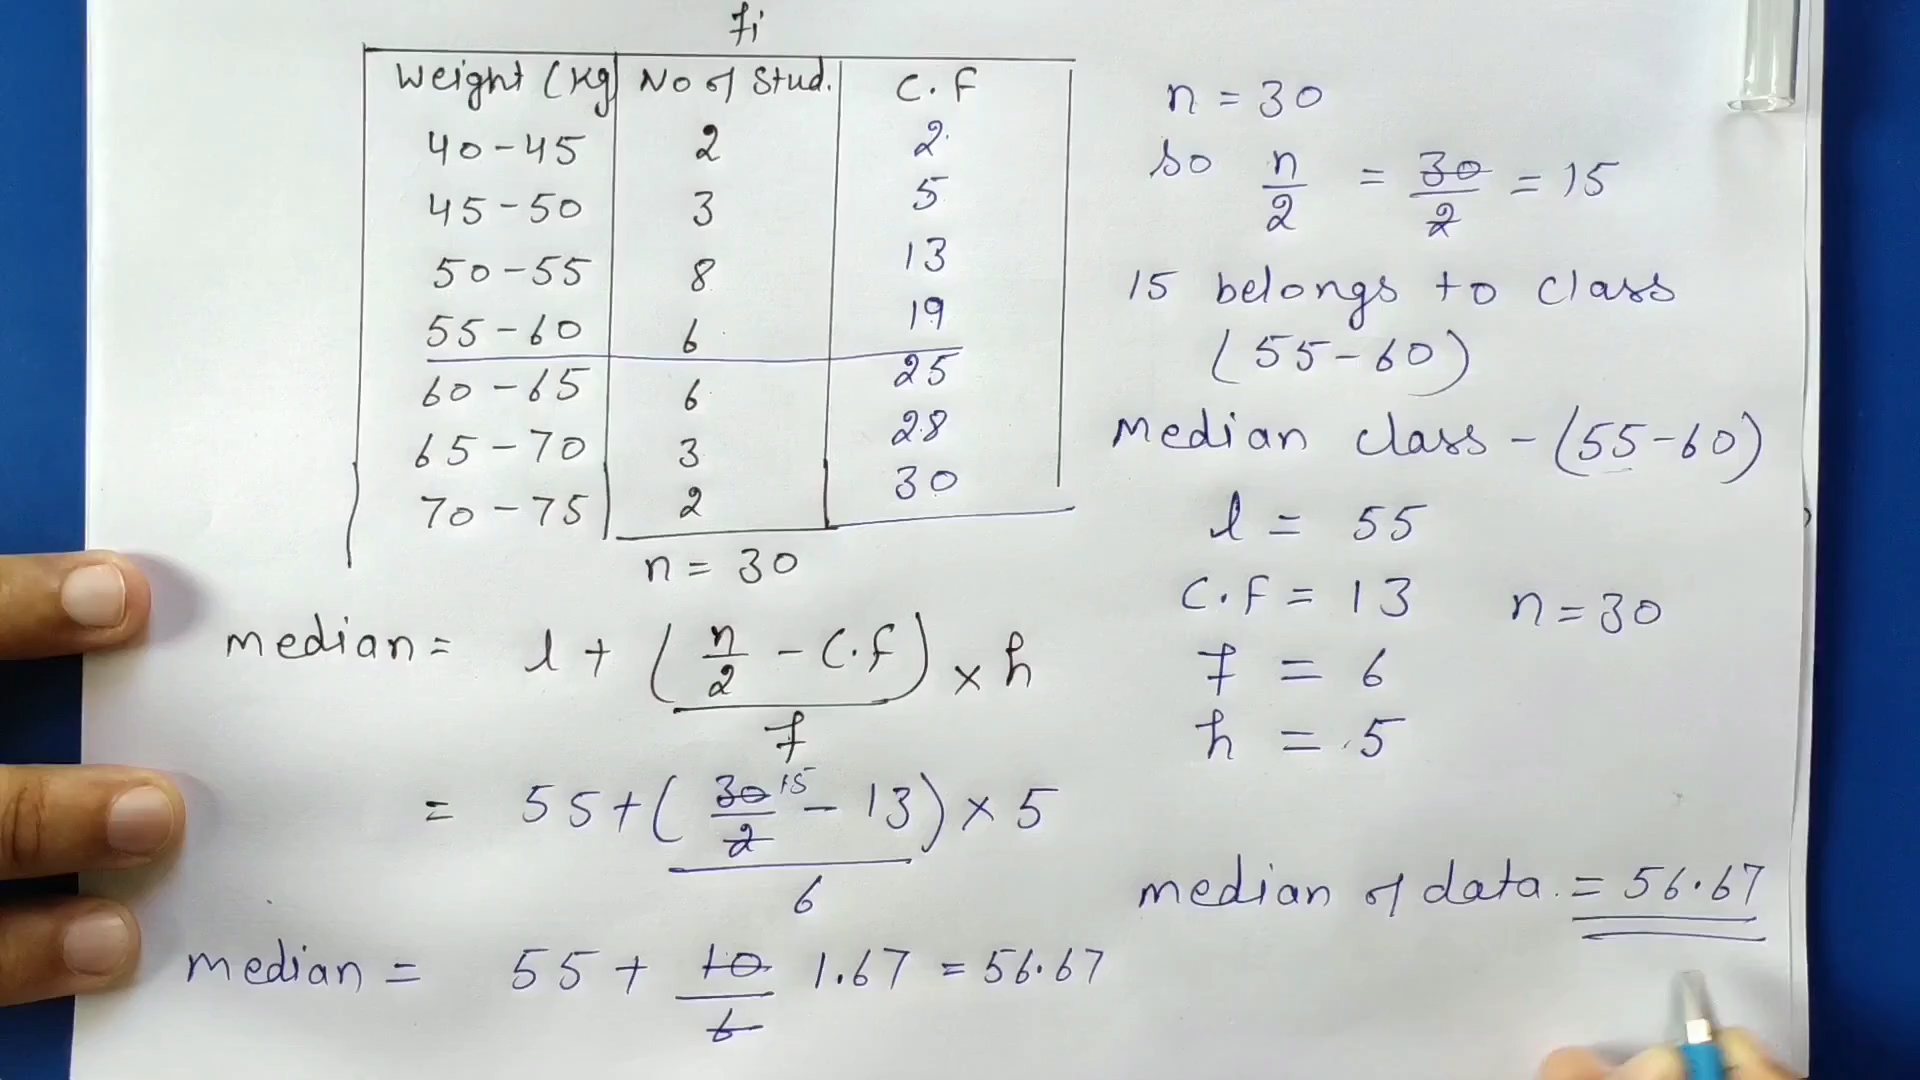 fi
Weight (Kg) No of Stud. C.F
40-45 2 2
45-50 3 5
50-55 8 13
55-60 6 19
60-65 6 25
65-70 3 28
70-75 2 30
n = 30
median = l + (n/2 - C.F)/f × h
= 55 + (30/2 15 - 13)/6 × 5
median = 55 + 10/6 1.67 = 56.67
n = 30
so n/2 = 30/2 = 15
15 belongs to class
(55-60)
median class - (55-60)
l = 55
C.F = 13 n = 30
f = 6
h = 5
median of data = 56.67